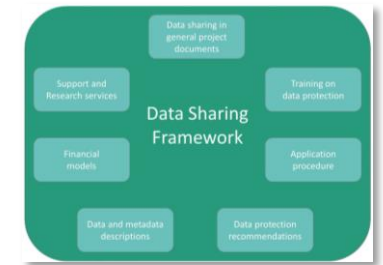 Data sharing in
general project
documents
Support and
Research services
Training on
data protection
Data Sharing
Framework
Financial
models
Application
procedure
Data and metadata
descriptions
Data protection
recommendations